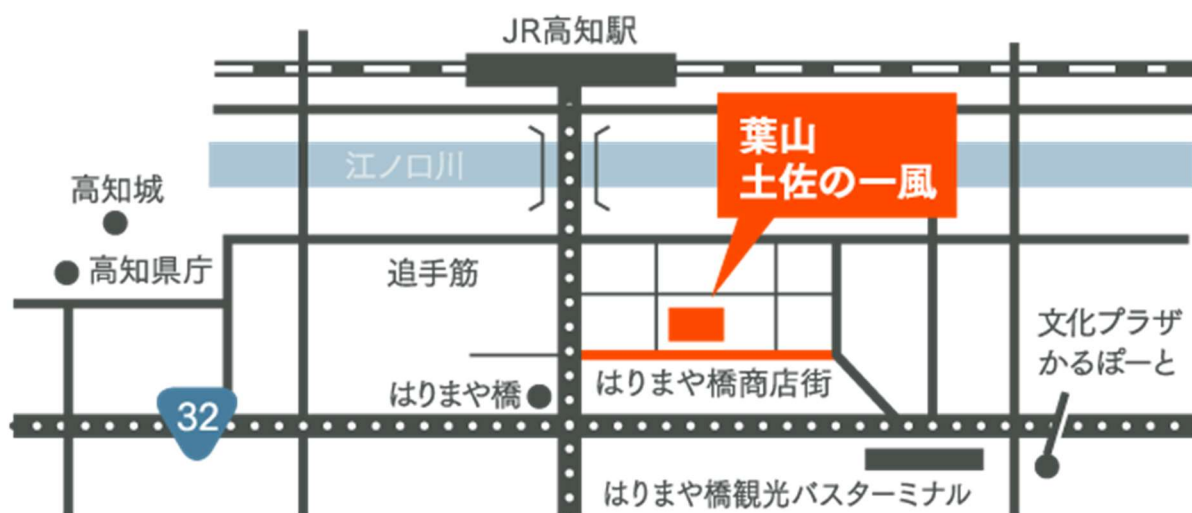 JR高知駅
葉山
土佐の一風
江ノ口川
高知城
高知県庁
追手筋
文化プラザ
かるぽーと
はりまや橋商店街
はりまや橋
32
はりまや橋観光バスターミナル